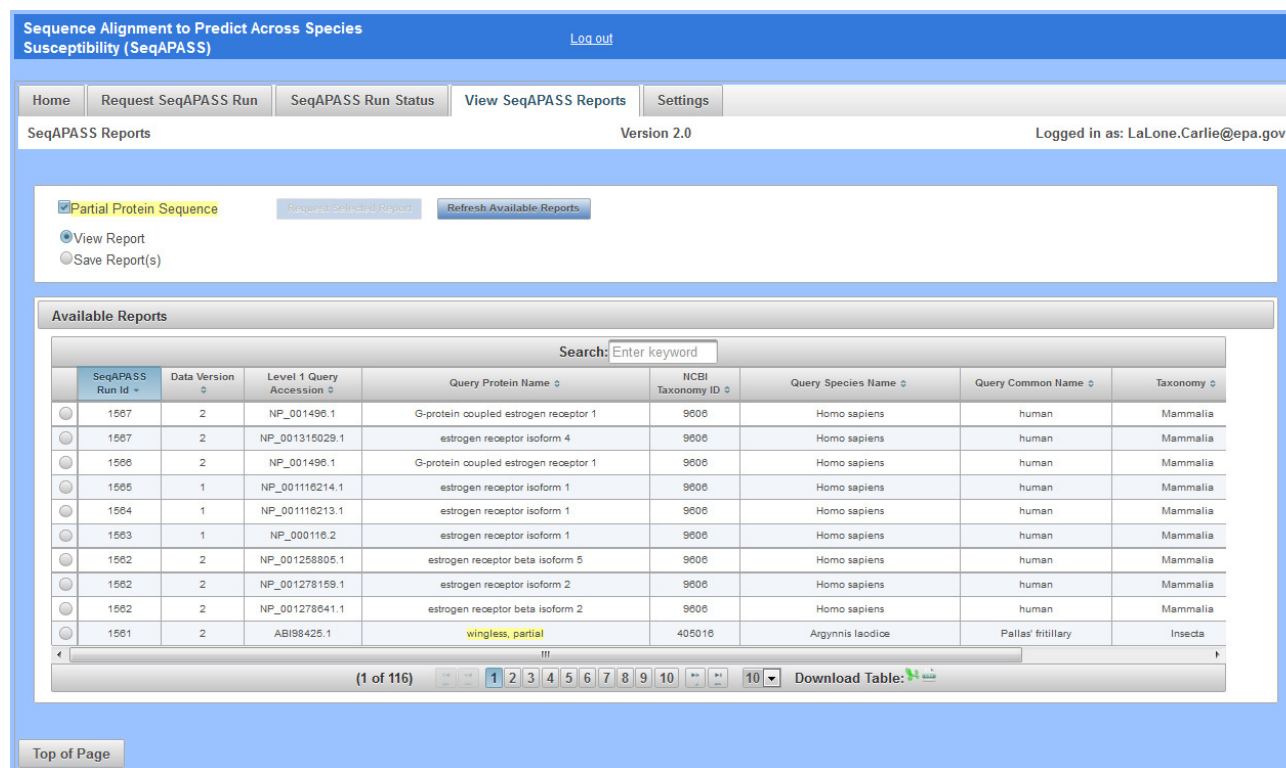 Sequence Alignment to Predict Across Species
Susceptibility (SeqAPASS)
Log out
Home Request SeqAPASS Run SeqAPASS Run Status View SeqAPASS Reports Settings
SeqAPASS Reports Version 2.0 Logged in as: LaLone.Carlie@epa.gov
Partial Protein Sequence Request Selected Report Refresh Available Reports
View Report
Save Report(s)
Available Reports
Search: Enter keyword
SeqAPASS Run Id Data Version Level 1 Query Accession Query Protein Name NCBI Taxonomy ID Query Species Name Query Common Name Taxonomy
1567 2 NP_001496.1 G-protein coupled estrogen receptor 1 9606 Homo sapiens human Mammalia
1567 2 NP_001315029.1 estrogen receptor isoform 4 9606 Homo sapiens human Mammalia
1566 2 NP_001496.1 G-protein coupled estrogen receptor 1 9606 Homo sapiens human Mammalia
1565 1 NP_001116214.1 estrogen receptor isoform 1 9606 Homo sapiens human Mammalia
1564 1 NP_001116213.1 estrogen receptor isoform 1 9606 Homo sapiens human Mammalia
1563 1 NP_000116.2 estrogen receptor isoform 1 9606 Homo sapiens human Mammalia
1562 2 NP_001258805.1 estrogen receptor beta isoform 5 9606 Homo sapiens human Mammalia
1562 2 NP_001278159.1 estrogen receptor isoform 2 9606 Homo sapiens human Mammalia
1562 2 NP_001278641.1 estrogen receptor beta isoform 2 9606 Homo sapiens human Mammalia
1561 2 ABI98425.1 wingless, partial 405016 Argynnis laodice Pallas' fritillary Insecta
(1 of 116) 1 2 3 4 5 6 7 8 9 10 10 Download Table:
Top of Page